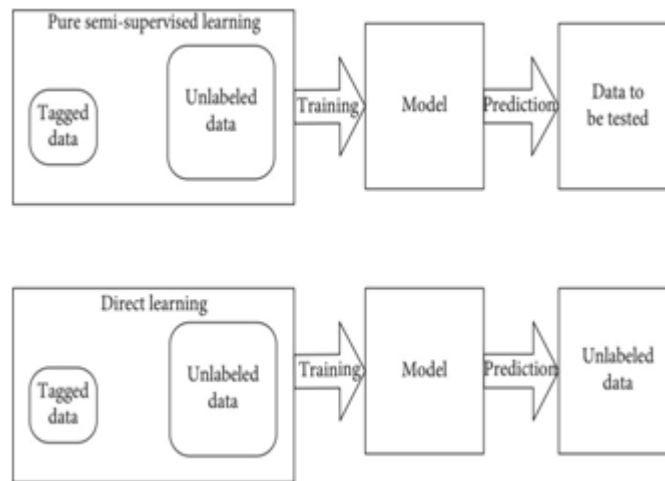 Pure semi-supervised learning
Tagged
data
Unlabeled
data
Training
Model
Prediction
Data to
be tested
Direct learning
Tagged
data
Unlabeled
data
Training
Model
Prediction
Unlabeled
data